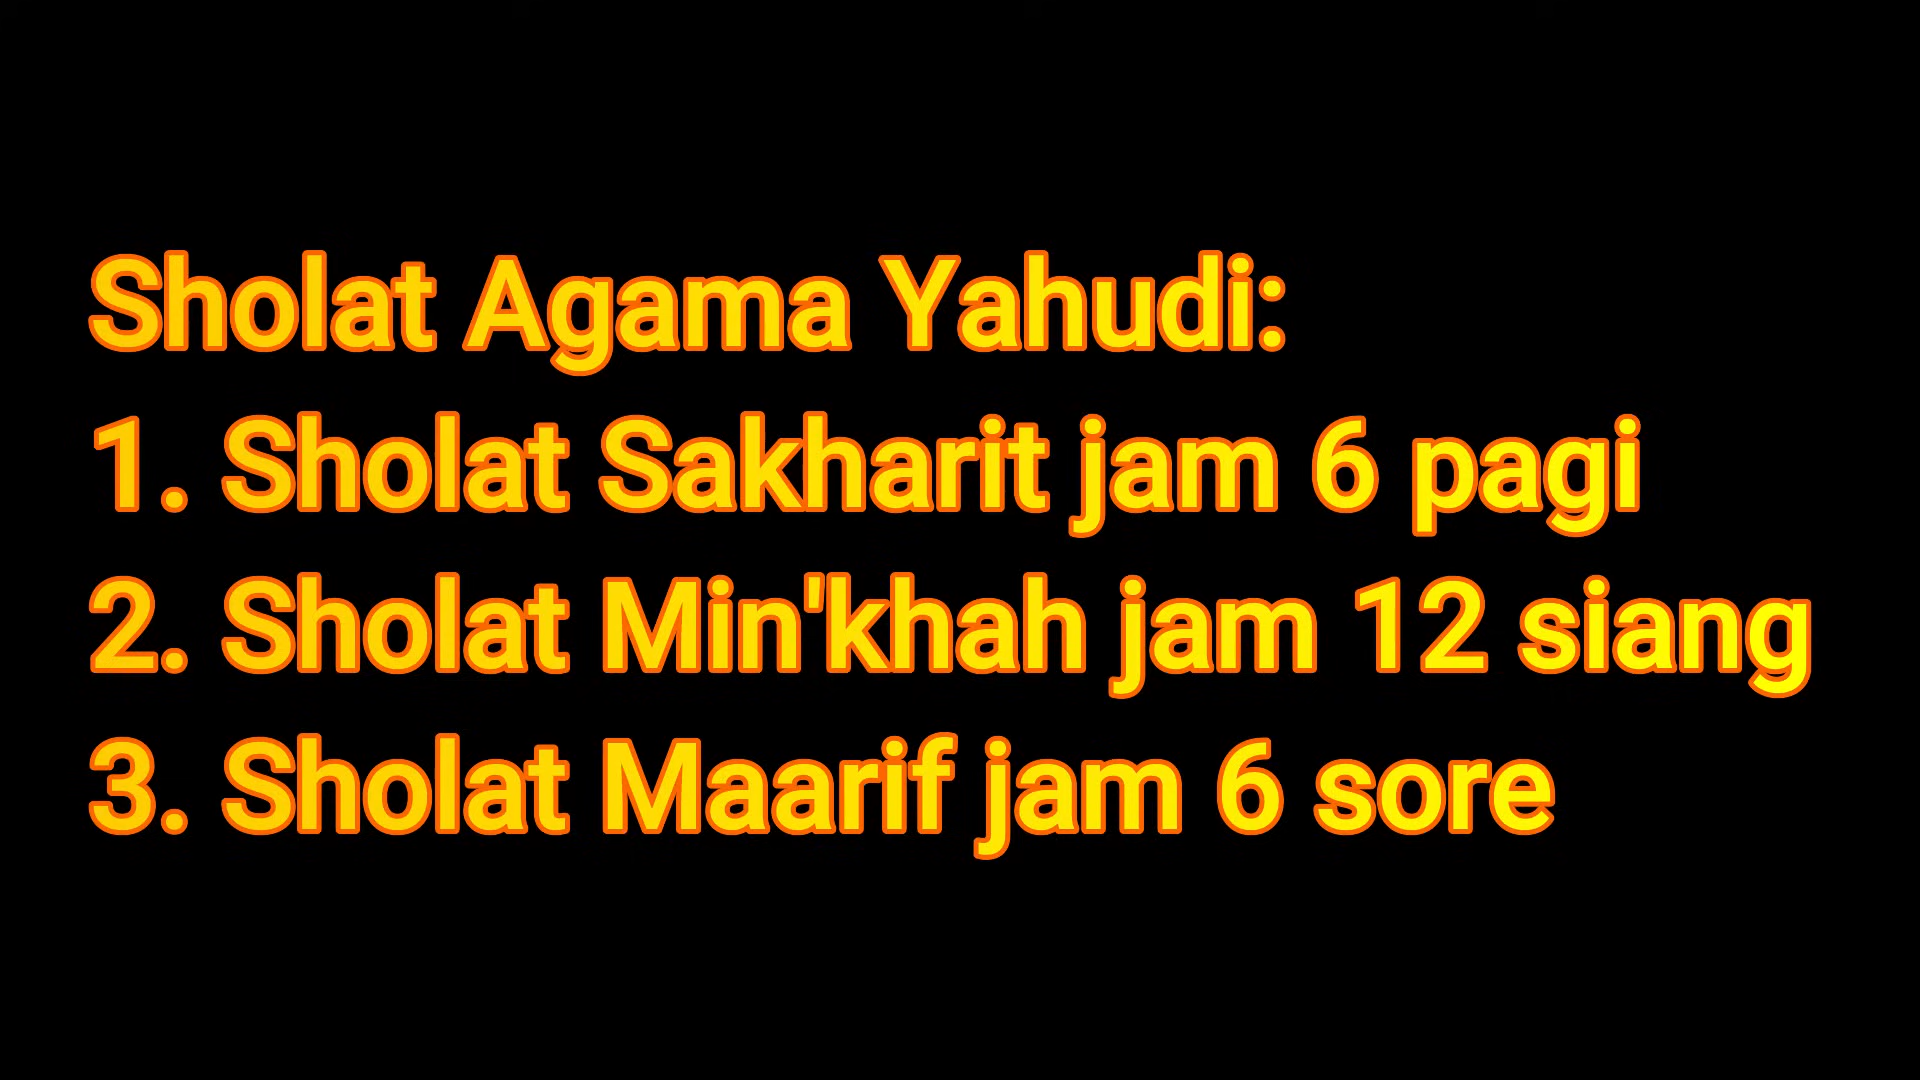 Sholat Agama Yahudi:
1. Sholat Sakharit jam 6 pagi
2. Sholat Min'khah jam 12 siang
3. Sholat Maarif jam 6 sore